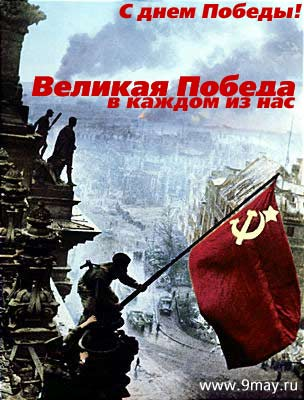 С днем Победы!
Великая Победа
в каждом из нас
www.9may.ru